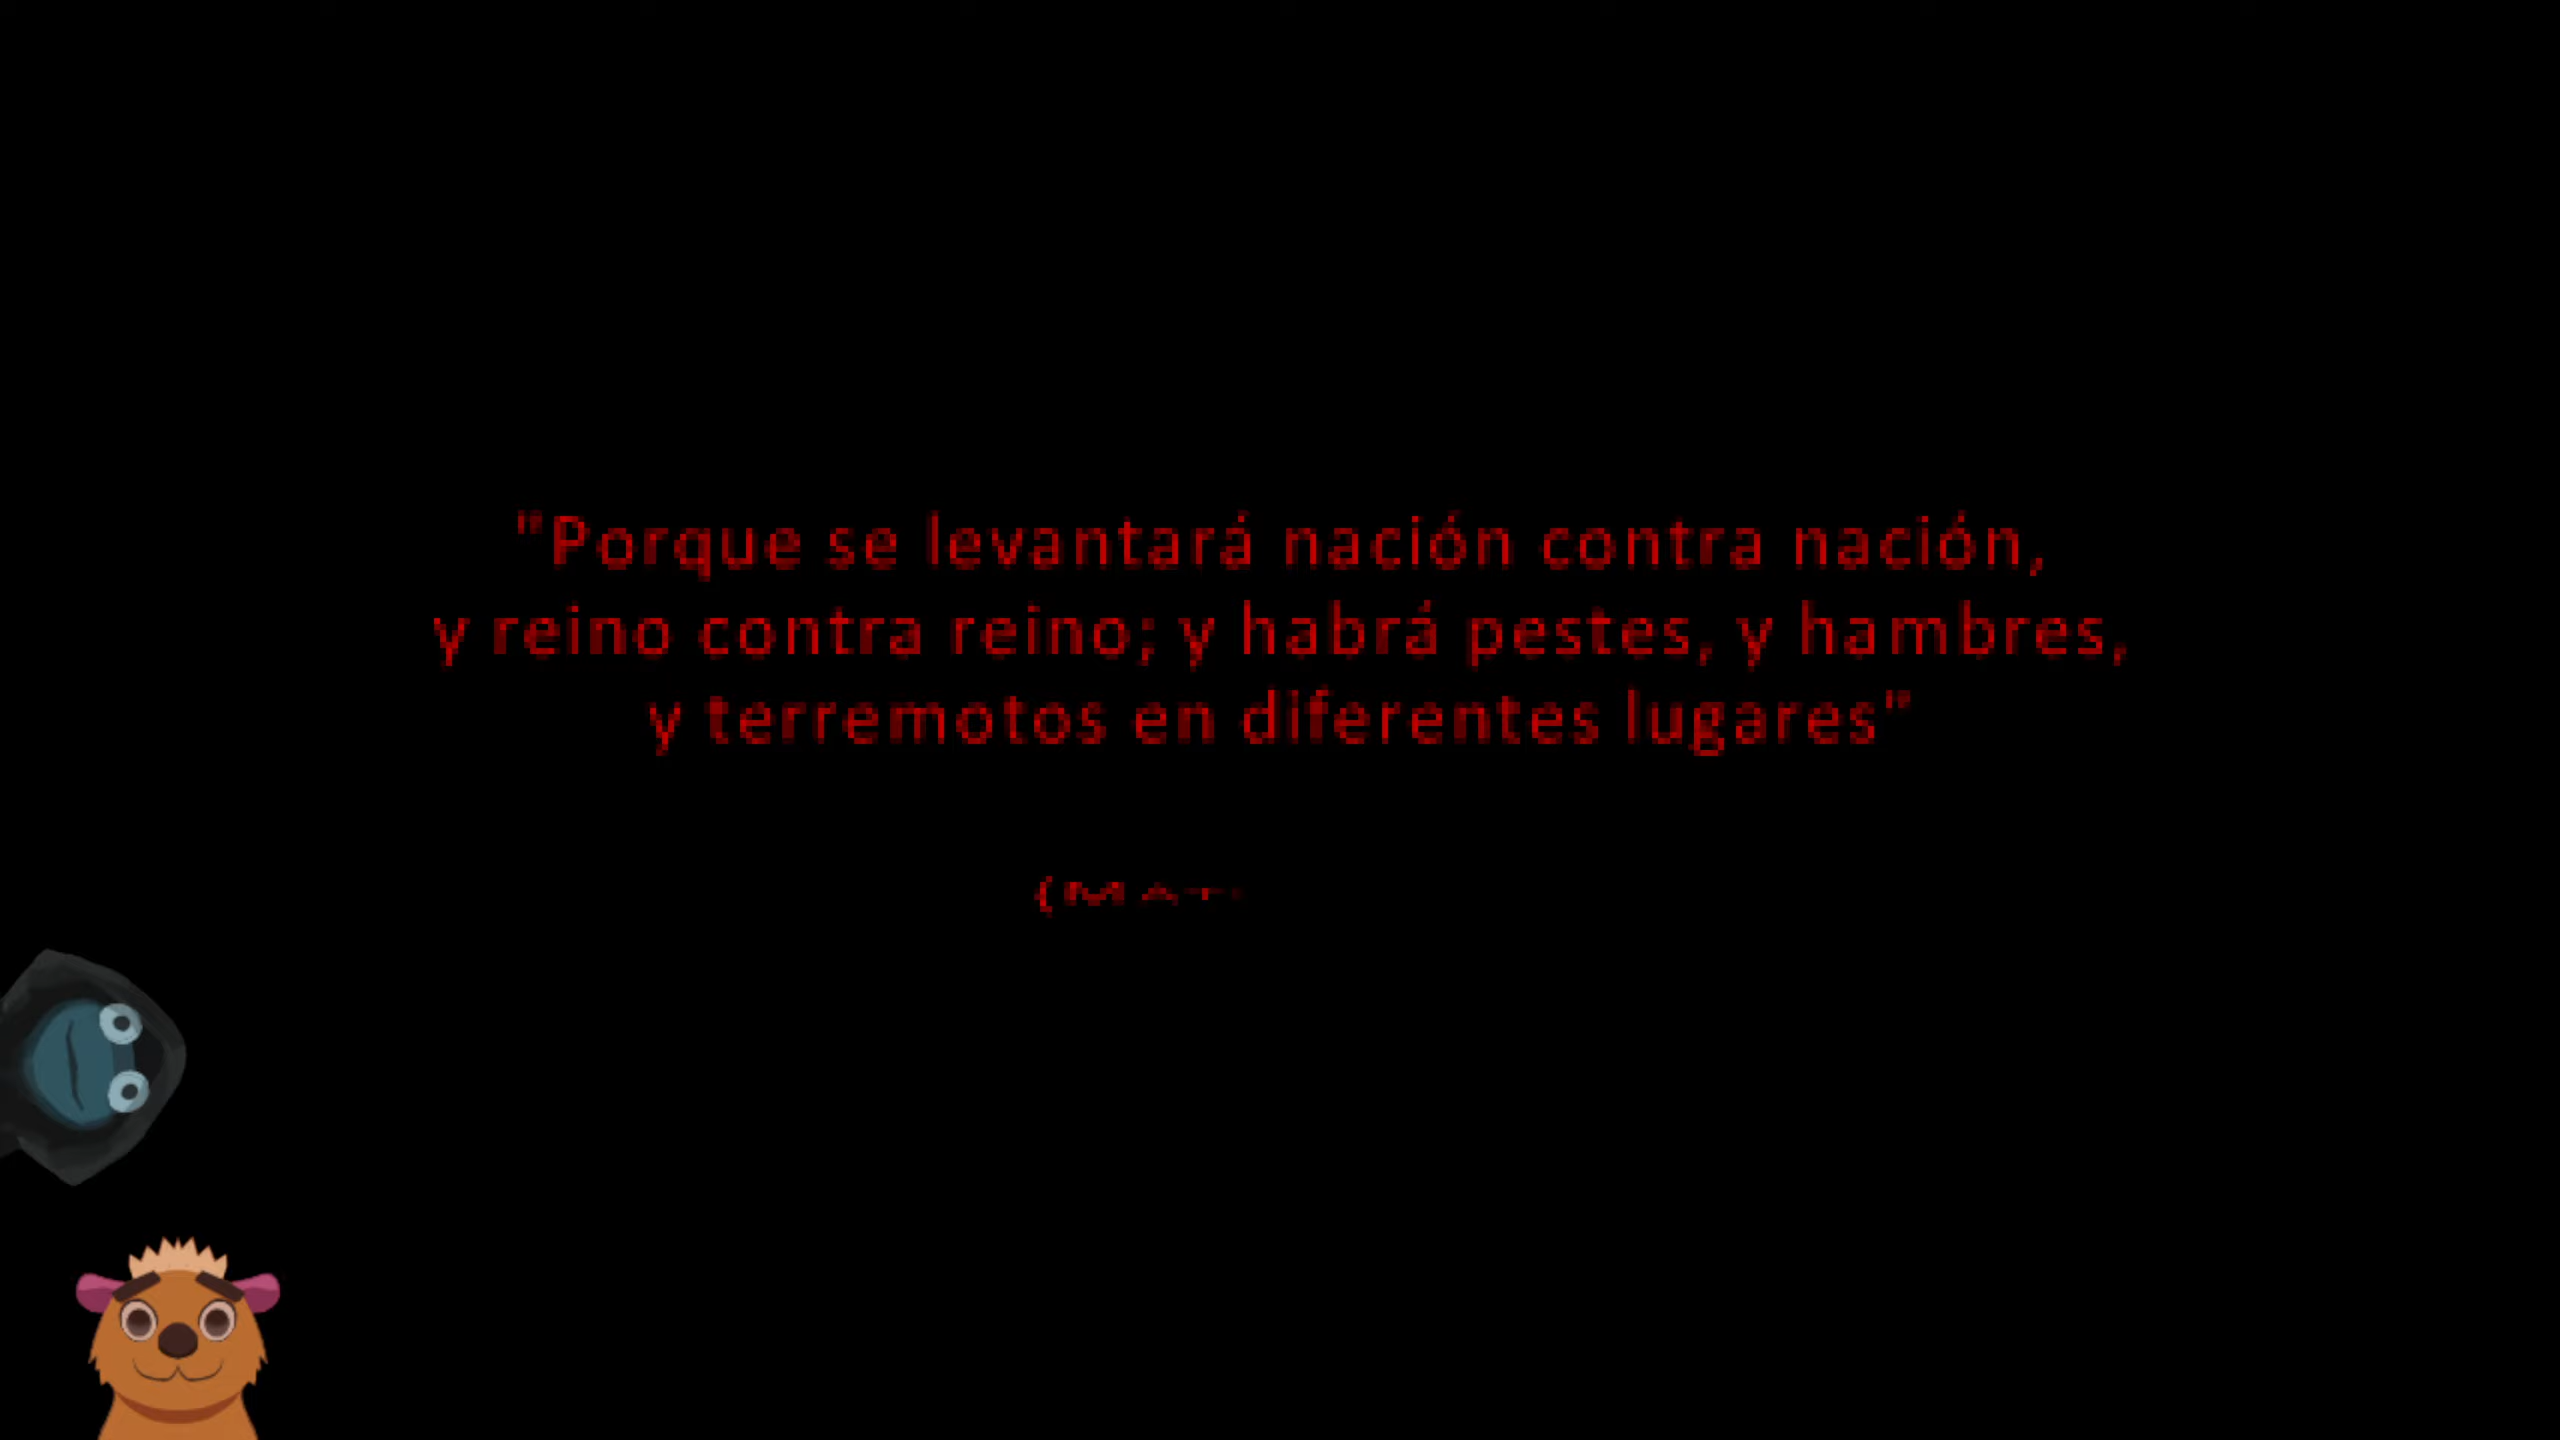 "Porque se levantará nación contra nación,
y reino contra reino; y habrá pestes, y hambres,
y terremotos en diferentes lugares"